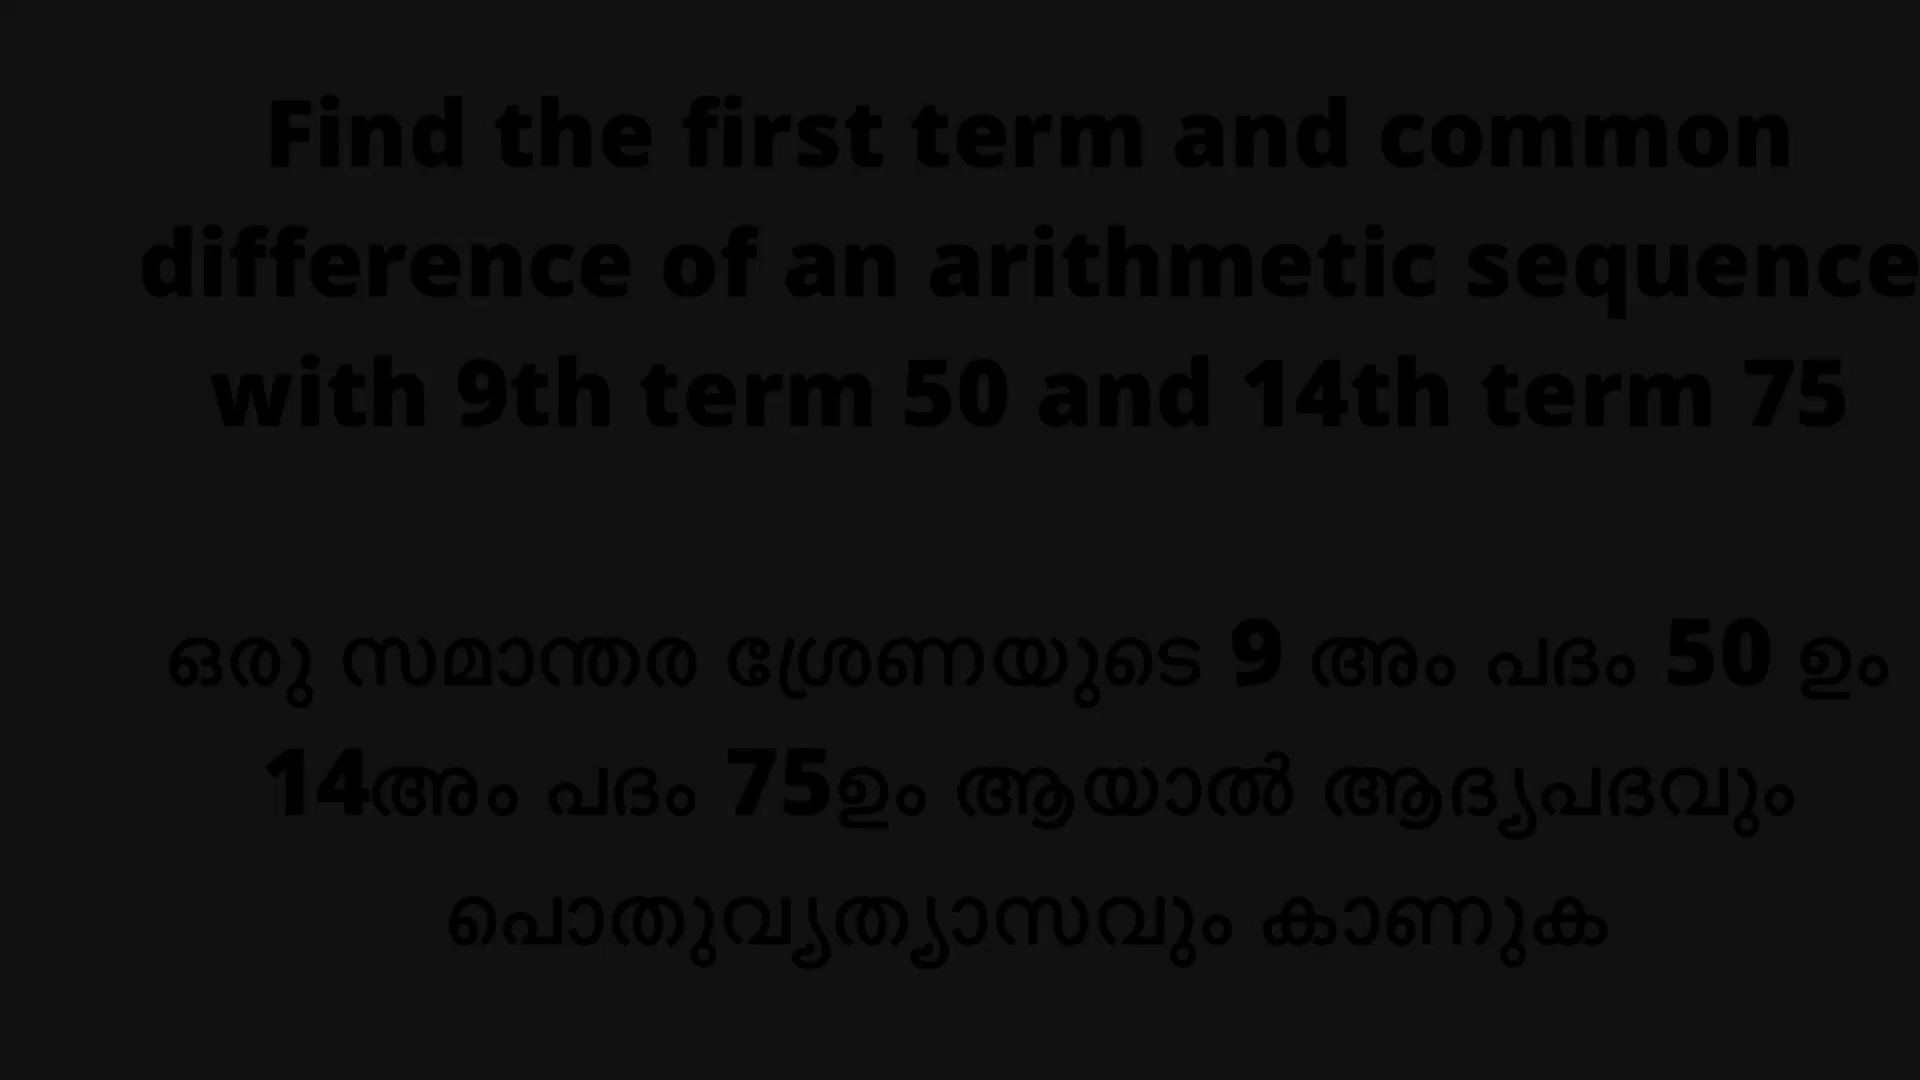 Find the first term and common
difference of an arithmetic sequence
with 9th term 50 and 14th term 75
ഒരു സമാന്തര ശ്രേണയുടെ 9 അം പദം 50 ഉം
14അം പദം 75ഉം ആയാൽ ആദ്യപദവും
പൊതുവ്യത്യാസവും കാണുക